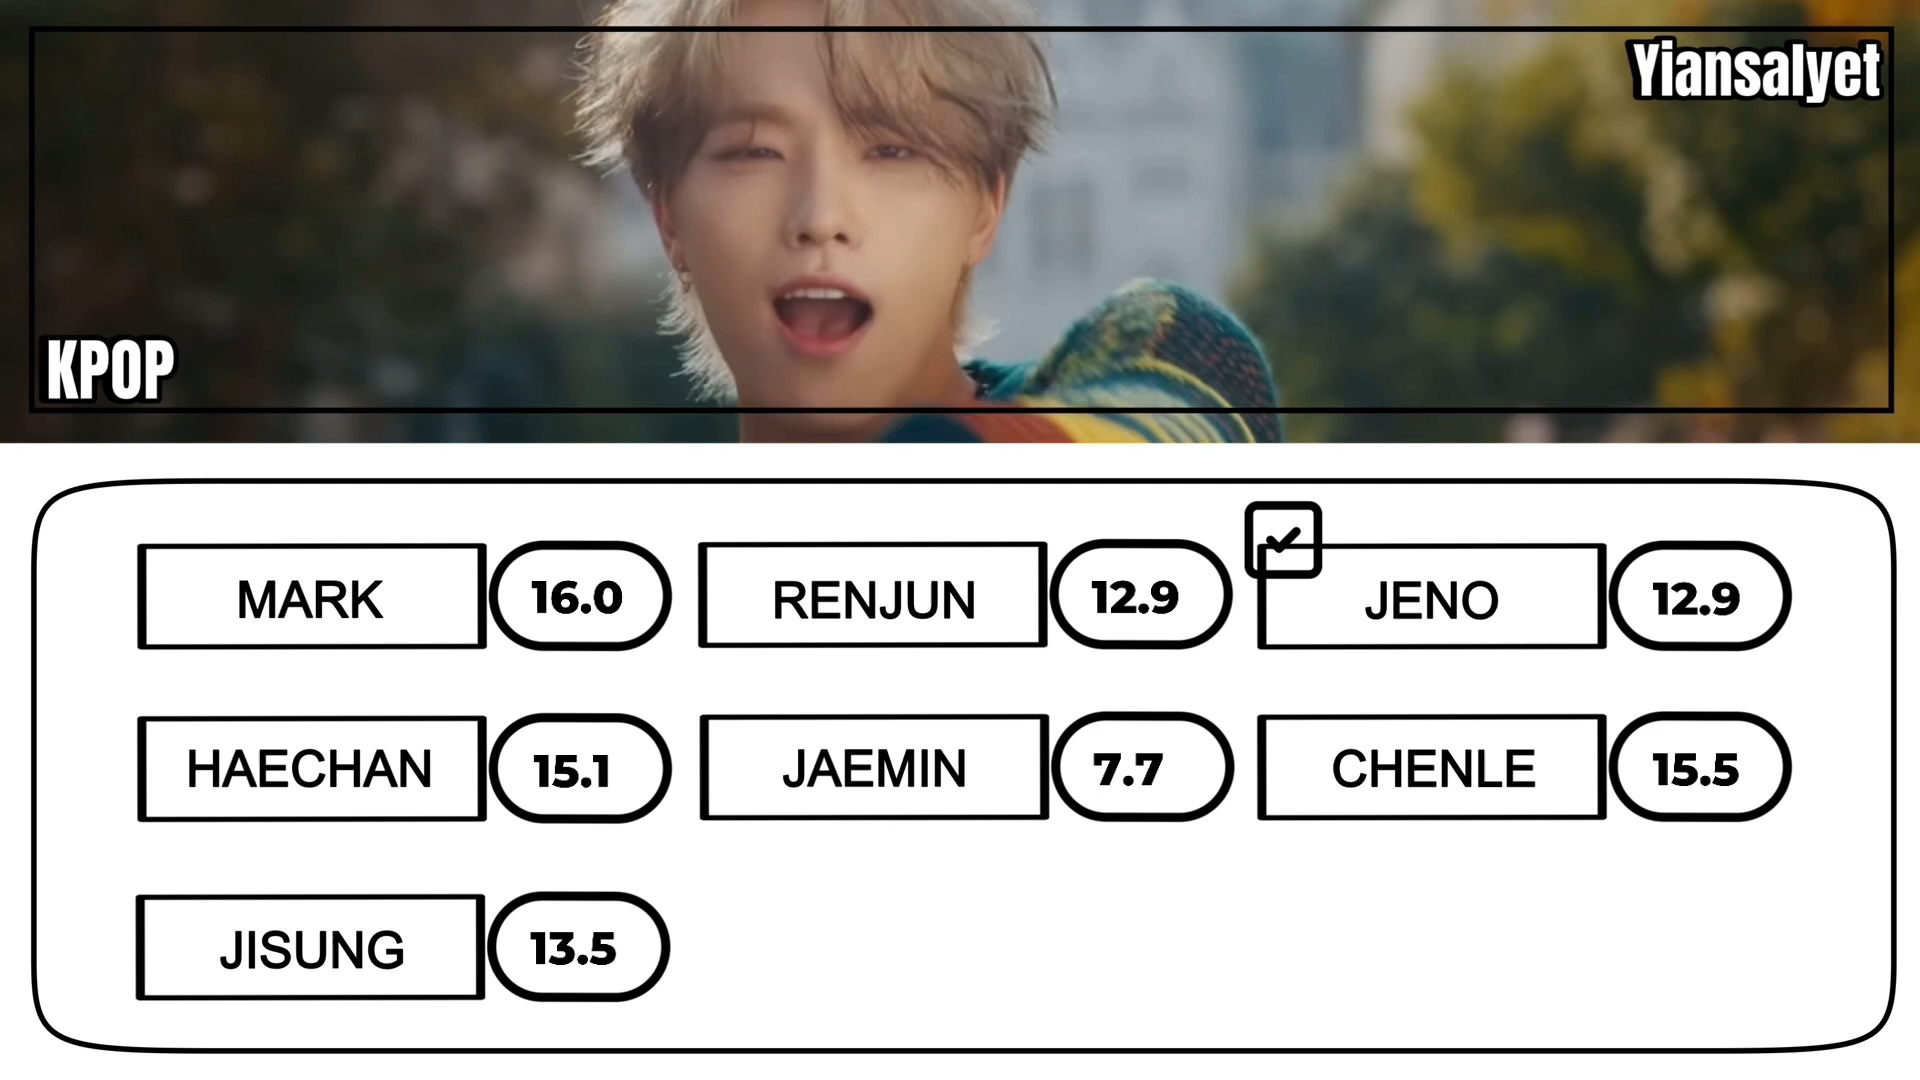 Yiansalyet
KPOP
MARK 16.0 RENJUN 12.9 JENO 12.9
HAECHAN 15.1 JAEMIN 7.7 CHENLE 15.5
JISUNG 13.5